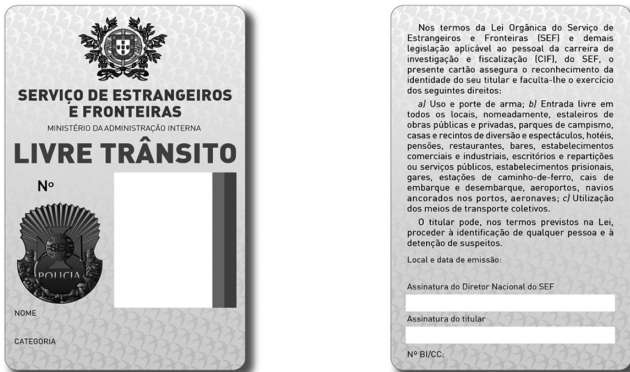 SERVIÇO DE ESTRANGEIROS
E FRONTEIRAS
MINISTÉRIO DA ADMINISTRAÇÃO INTERNA
LIVRE TRÂNSITO
Nº
SEF
POLICIA
NOME
CATEGORIA
Nos termos da Lei Orgânica do Serviço de
Estrangeiros e Fronteiras (SEF) e demais
legislação aplicável ao pessoal da carreira de
investigação e fiscalização (CIF), do SEF, o
presente cartão assegura o reconhecimento da
identidade do seu titular e faculta-lhe o exercício
dos seguintes direitos:
a) Uso e porte de arma; b) Entrada livre em
todos os locais, nomeadamente, estaleiros de
obras públicas e privadas, parques de campismo,
casas e recintos de diversão e espectáculos, hotéis,
pensões, restaurantes, bares, estabelecimentos
comerciais e industriais, escritórios e repartições
ou serviços públicos, estabelecimentos prisionais,
gares, estações de caminho-de-ferro, cais de
embarque e desembarque, aeroportos, navios
ancorados nos portos, aeronaves; c) Utilização
dos meios de transporte coletivos.
O titular pode, nos termos previstos na Lei,
proceder à identificação de qualquer pessoa e à
detenção de suspeitos.
Local e data de emissão:
Assinatura do Diretor Nacional do SEF
Assinatura do titular
Nº BI/CC: